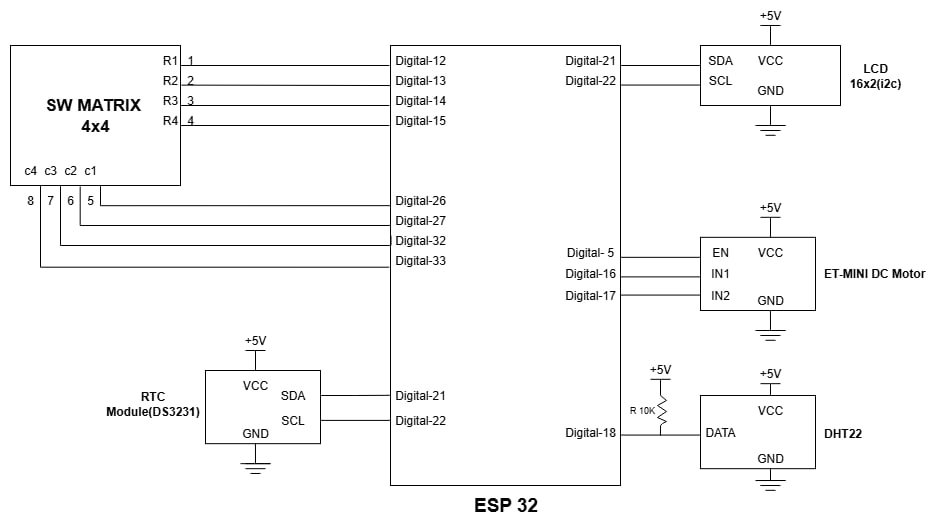 +5V
R1 1
R2 2
R3 3
R4 4
SW MATRIX
4x4
c4 c3 c2 c1
8 7 6 5
Digital-12
Digital-13
Digital-14
Digital-15
Digital-26
Digital-27
Digital-32
Digital-33
Digital-21
Digital-22
SDA
SCL
VCC
GND
LCD
16x2(i2c)
+5V
Digital- 5
Digital-16
Digital-17
EN
IN1
IN2
VCC
GND
ET-MINI DC Motor
+5V
VCC
SDA
SCL
GND
RTC
Module(DS3231)
Digital-21
Digital-22
+5V
R 10K
Digital-18
+5V
VCC
DATA
GND
DHT22
ESP 32